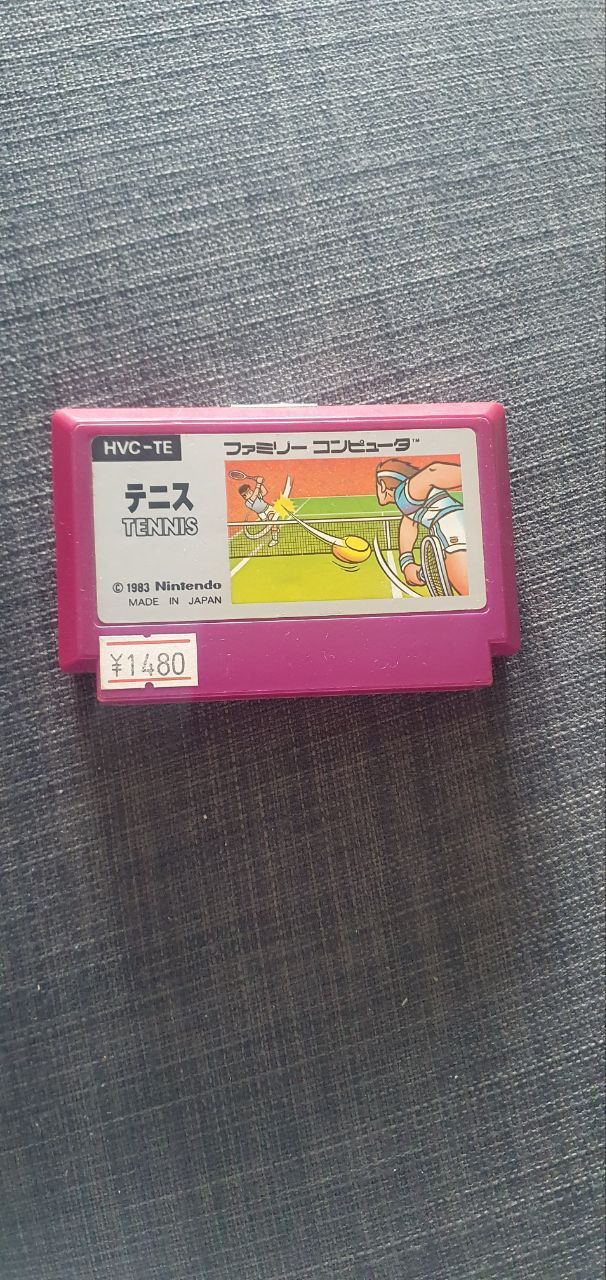 HVC-TE
ファミリー コンピュータ™
テニス
TENNIS
© 1983 Nintendo
MADE IN JAPAN
¥1480